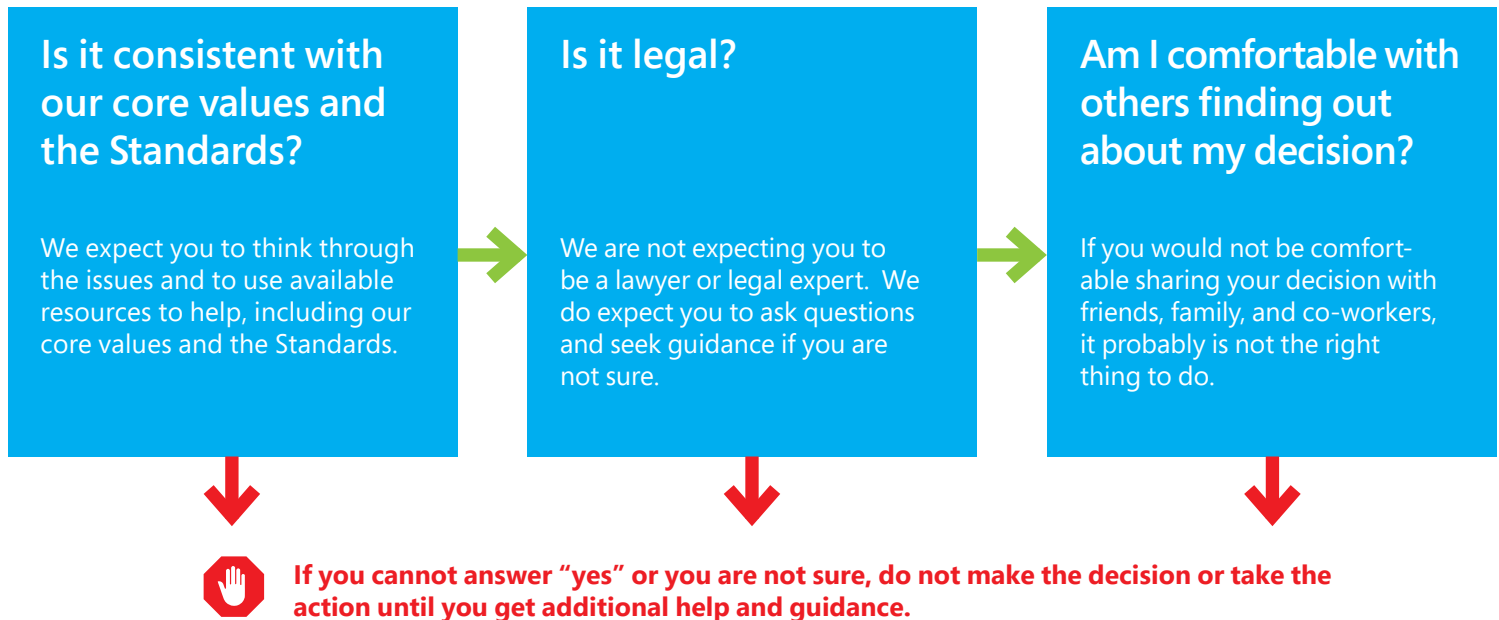 Is it consistent with
our core values and
the Standards?
We expect you to think through
the issues and to use available
resources to help, including our
core values and the Standards.
Is it legal?
We are not expecting you to
be a lawyer or legal expert.  We
do expect you to ask questions
and seek guidance if you are
not sure.
Am I comfortable with
others finding out
about my decision?
If you would not be comfort-
able sharing your decision with
friends, family, and co-workers,
it probably is not the right
thing to do.
If you cannot answer “yes” or you are not sure, do not make the decision or take the
action until you get additional help and guidance.